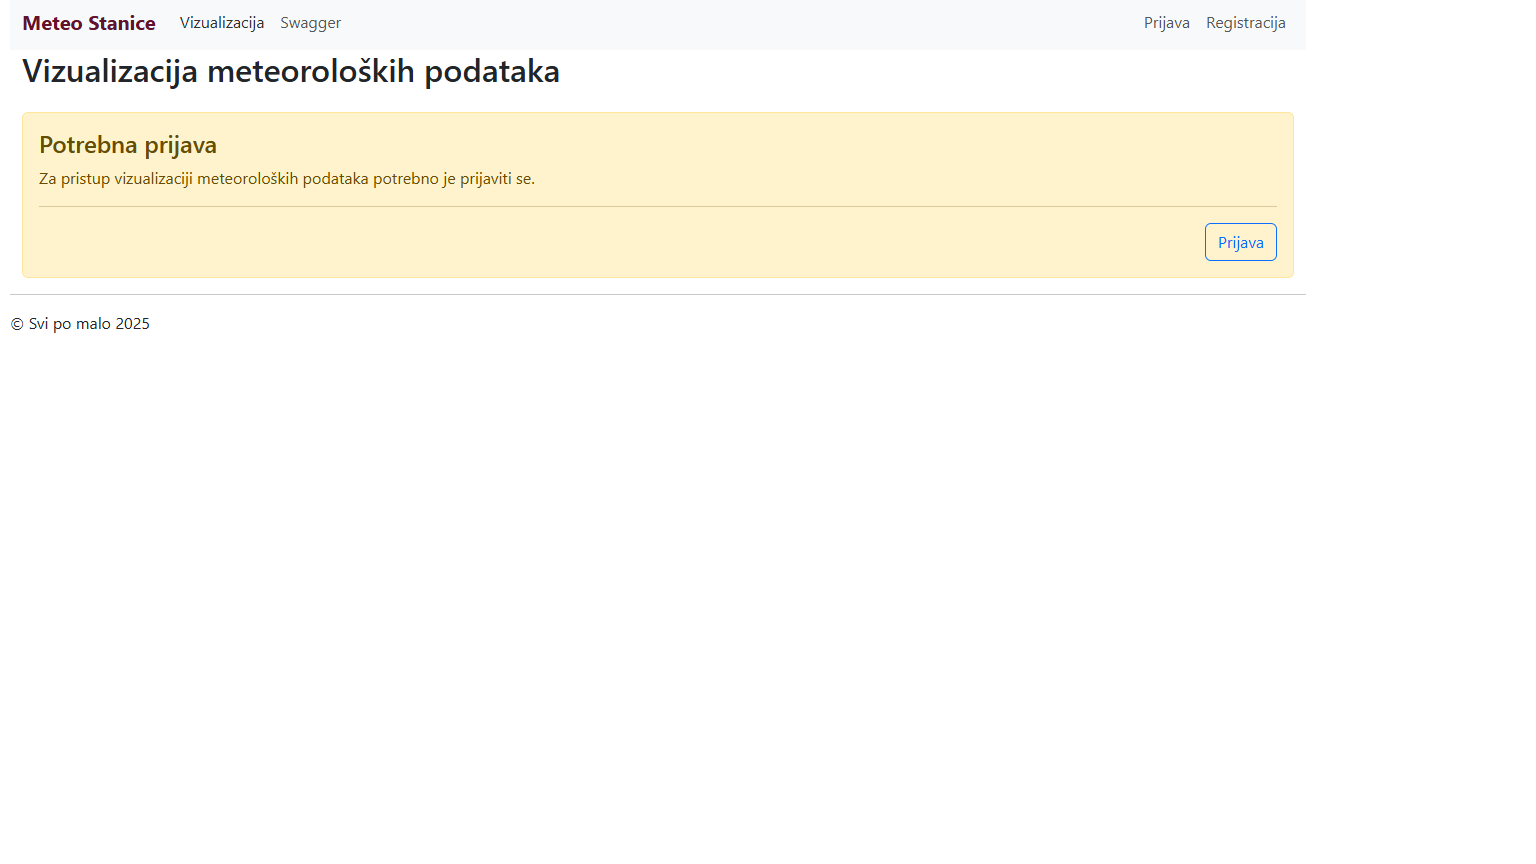 Meteo Stanice Vizualizacija Swagger Prijava Registracija
Vizualizacija meteoroloških podataka
Potrebna prijava
Za pristup vizualizaciji meteoroloških podataka potrebno je prijaviti se.
Prijava
© Svi po malo 2025